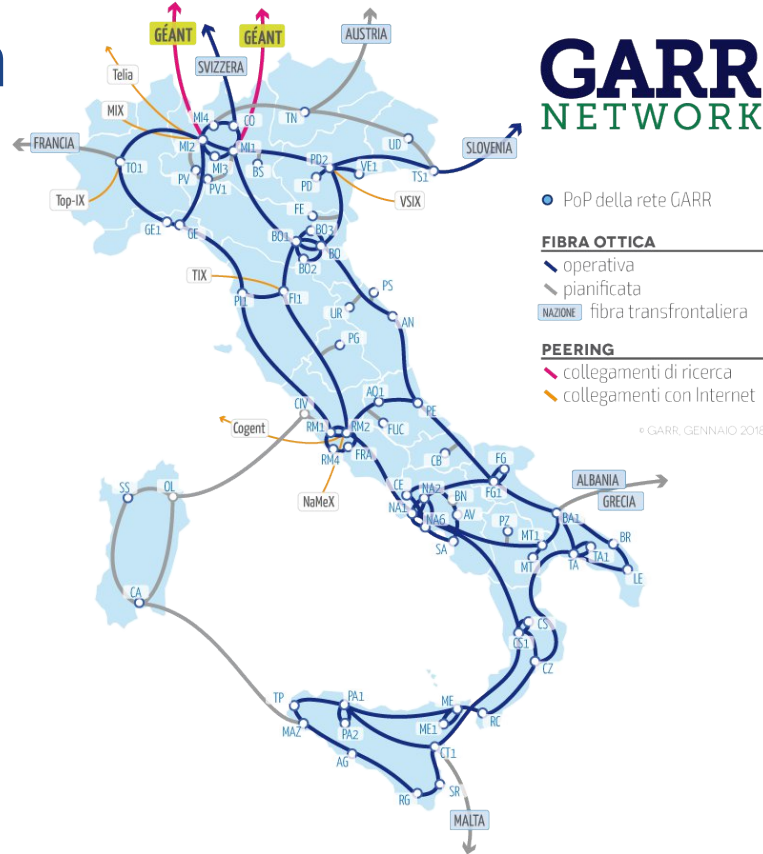 GÉANT
GÉANT
AUSTRIA
SVIZZERA
Telia
MIX
FRANCIA
Top-IX
MI4
CO
TN
UD
SLOVENIA
MI2
MI1
MI3
PV
PV1
BS
PD2
PD
VE1
TS1
VSIX
TO1
GE1
GE
FE
BO1
BO3
BO
BO2
TIX
PI1
FI1
PS
UR
AN
PG
CIV
AQ1
PE
Cogent
RM1
RM2
FUC
RM4
FRA
NaMeX
CB
FG
FG1
ALBANIA
GRECIA
SS
OL
CE
NA2
BN
NA1
NA6
AV
SA
PZ
MT1
MT
BA1
BR
TA1
TA
LE
CA
CS
CS1
CZ
TP
PA1
ME
MAZ
PA2
ME1
RC
AG
CT1
RG
SR
MALTA
GARR
NETWORK
PoP della rete GARR
FIBRA OTTICA
operativa
pianificata
NAZIONE fibra transfrontaliera
PEERING
collegamenti di ricerca
collegamenti con Internet
© GARR, GENNAIO 2018